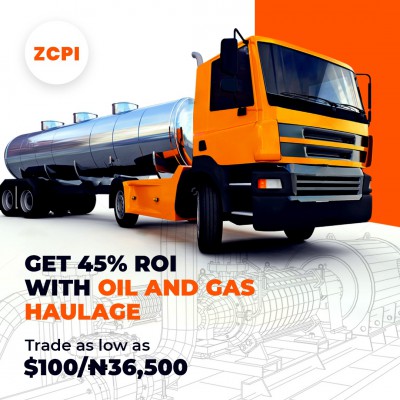 ZCPI
GET 45% ROI
WITH OIL AND GAS
HAULAGE
Trade as low as
$100/₦36,500